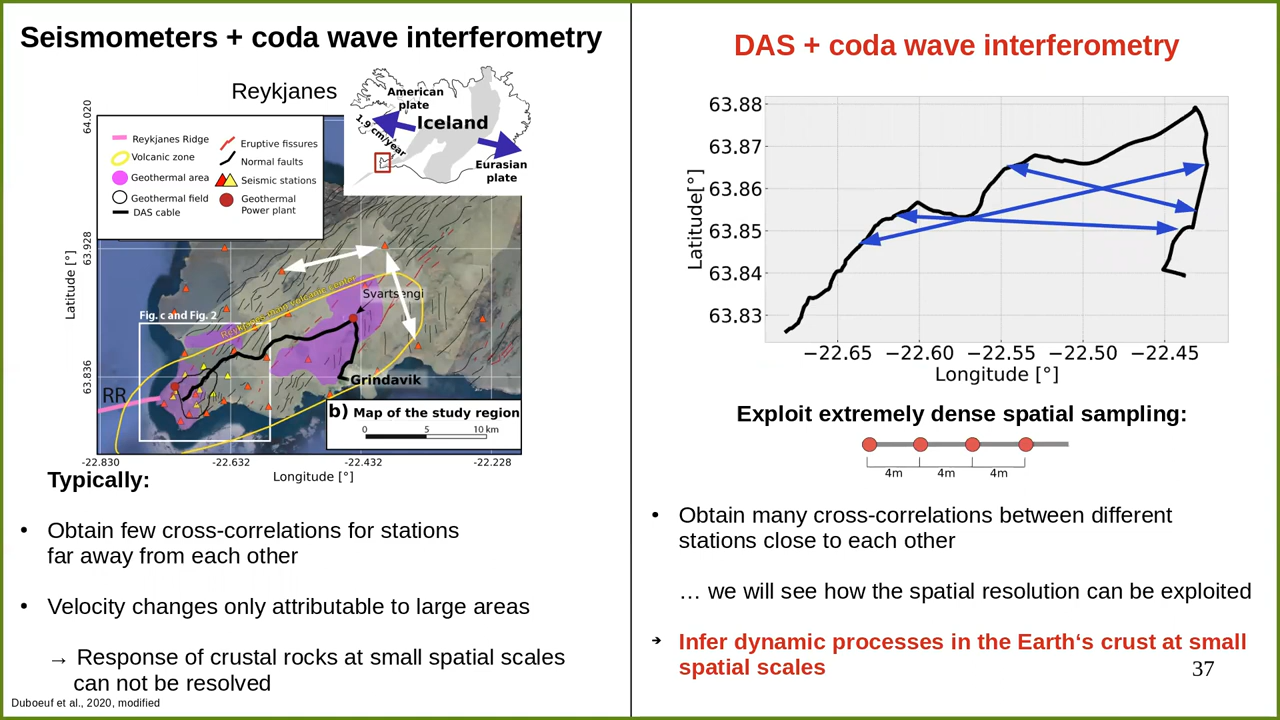 Seismometers + coda wave interferometry
Reykjanes
American
plate
Iceland
1.9 cm/year
Eurasian
plate
Reykjanes Ridge
Volcanic zone
Geothermal area
Geothermal field
DAS cable
Eruptive fissures
Normal faults
Seismic stations
Geothermal
Power plant
64.020
63.928
63.836
Latitude [°]
Svartsengi
Reykjanes main volcanic center
Fig. c and Fig. 2
RR
Grindavik
b) Map of the study region
0 5 10 km
-22.830 -22.632 -22.432 -22.228
Longitude [°]
Typically:
• Obtain few cross-correlations for stations
far away from each other
• Velocity changes only attributable to large areas
→ Response of crustal rocks at small spatial scales
can not be resolved
Duboeuf et al., 2020, modified
DAS + coda wave interferometry
63.88
63.87
63.86
63.85
63.84
63.83
Latitude[°]
−22.65 −22.60 −22.55 −22.50 −22.45
Longitude [°]
Exploit extremely dense spatial sampling:
4m 4m 4m
• Obtain many cross-correlations between different
stations close to each other
… we will see how the spatial resolution can be exploited
➔ Infer dynamic processes in the Earth‘s crust at small
spatial scales
37